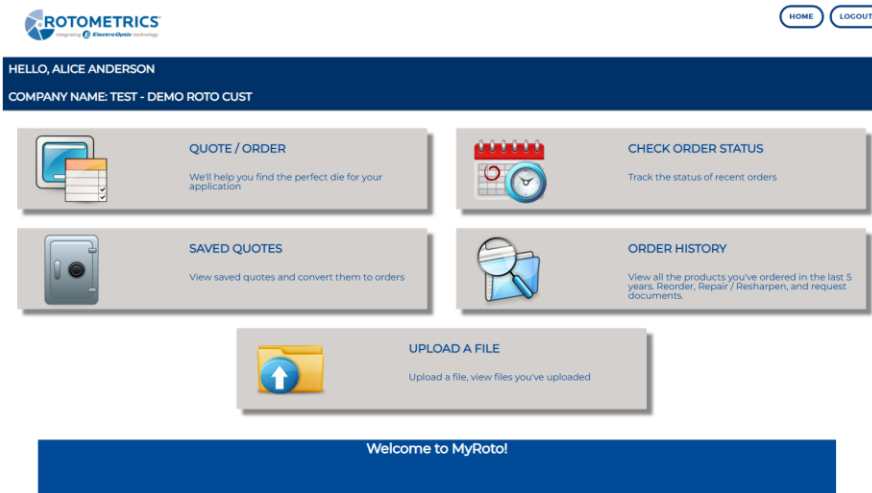 ROTOMETRICS
integrating ElectroOptic technology
HOME
LOGOUT
HELLO, ALICE ANDERSON
COMPANY NAME: TEST - DEMO ROTO CUST
QUOTE / ORDER
We'll help you find the perfect die for your
application
CHECK ORDER STATUS
Track the status of recent orders
SAVED QUOTES
View saved quotes and convert them to orders
ORDER HISTORY
View all the products you've ordered in the last 5
years. Reorder, Repair / Resharpen, and request
documents.
UPLOAD A FILE
Upload a file, view files you've uploaded
Welcome to MyRoto!